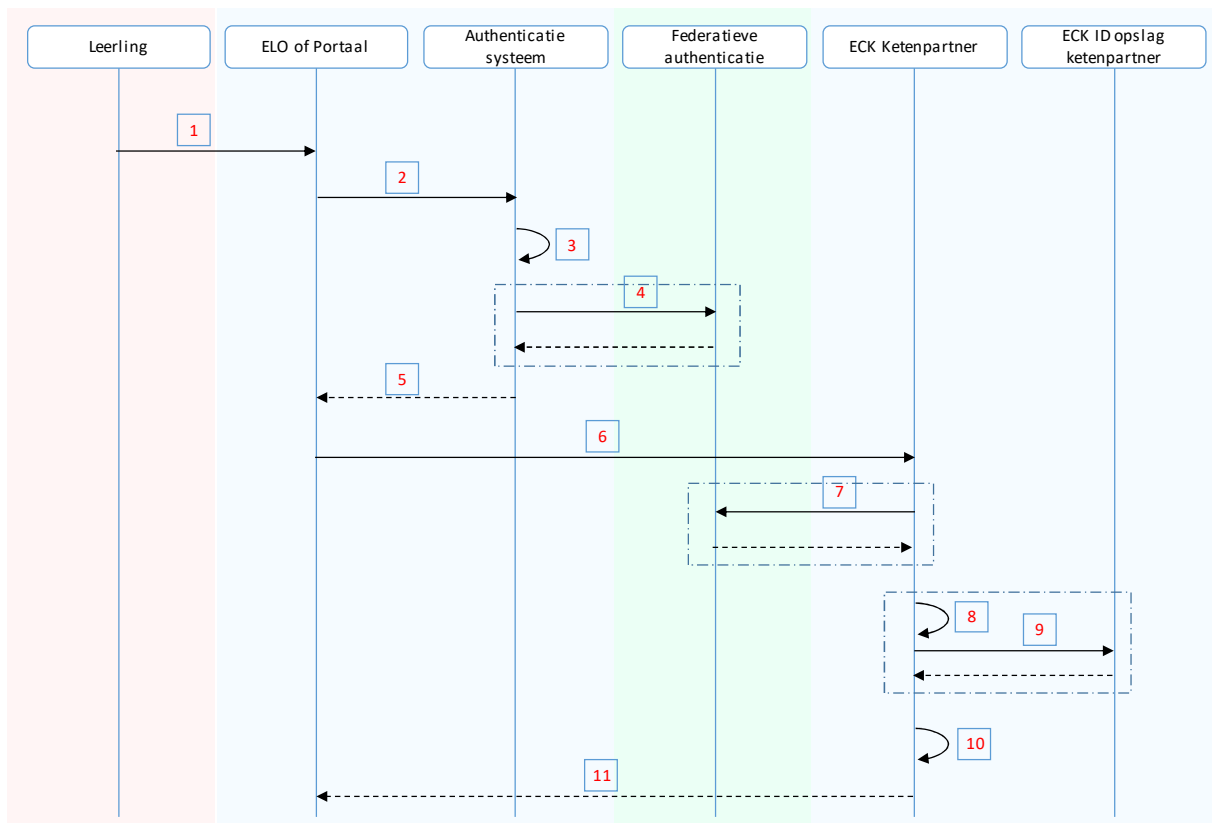 Leerling
ELO of Portaal
Authenticatie
systeem
Federatieve
authenticatie
ECK Ketenpartner
ECK ID opslag
ketenpartner
1
2
3
4
5
6
7
8
9
10
11